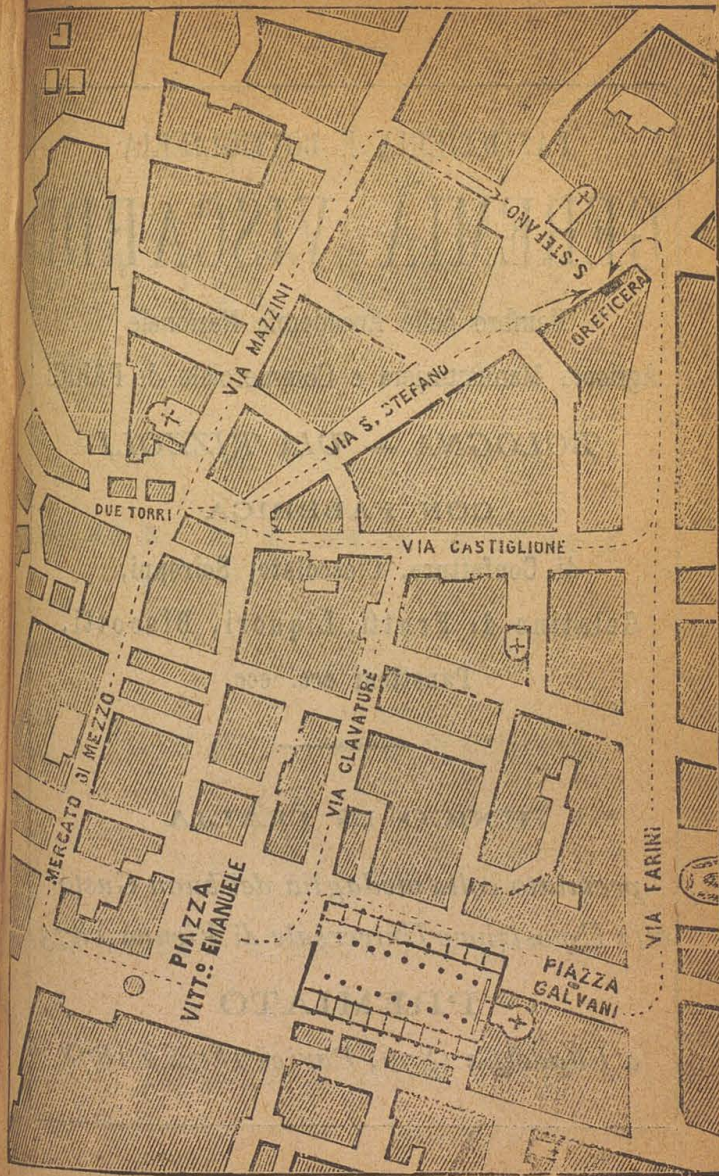 S. STEFANO
OREFICERA
VIA MAZZINI
VIA S. STEFANO
DUE TORRI
VIA CASTIGLIONE
VIA CLAVATURE
MERCATO DI MEZZO
PIAZZA
VITT.o EMANUELE
VIA FARINI
PIAZZA
GALVANI